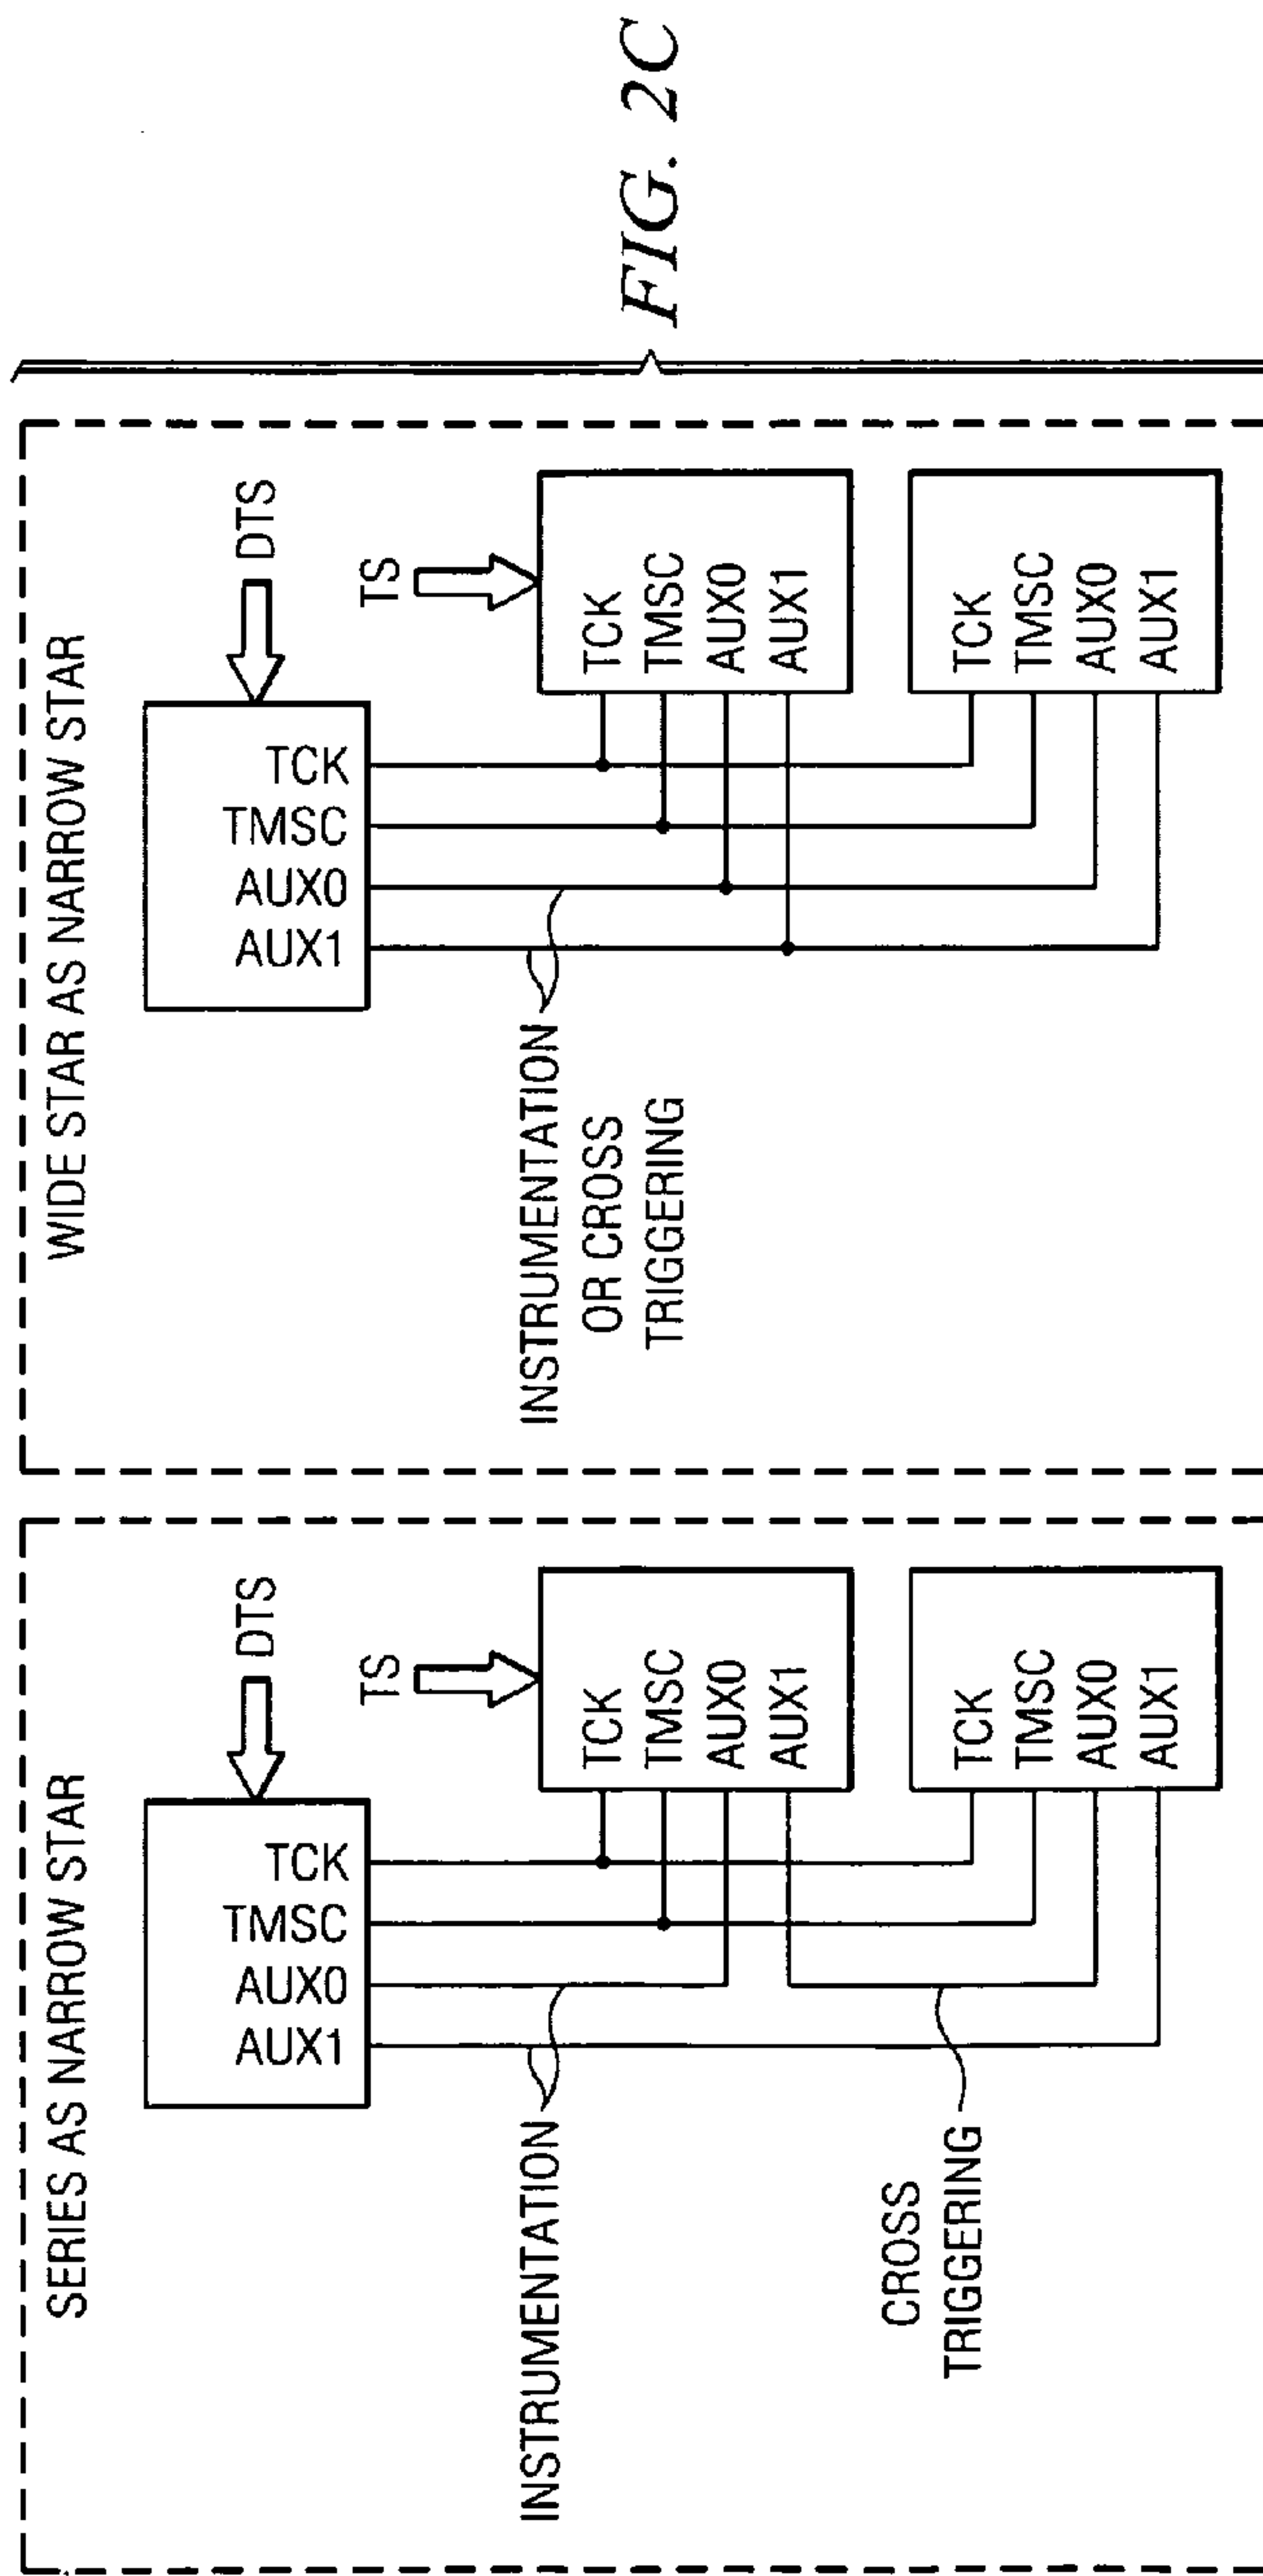 SERIES AS NARROW STAR
DTS
TCK
TMSC
AUX0
AUX1
TS
TCK
TMSC
AUX0
AUX1
INSTRUMENTATION
CROSS
TRIGGERING
TCK
TMSC
AUX0
AUX1
WIDE STAR AS NARROW STAR
DTS
TCK
TMSC
AUX0
AUX1
TS
TCK
TMSC
AUX0
AUX1
INSTRUMENTATION
OR CROSS
TRIGGERING
TCK
TMSC
AUX0
AUX1
FIG. 2C